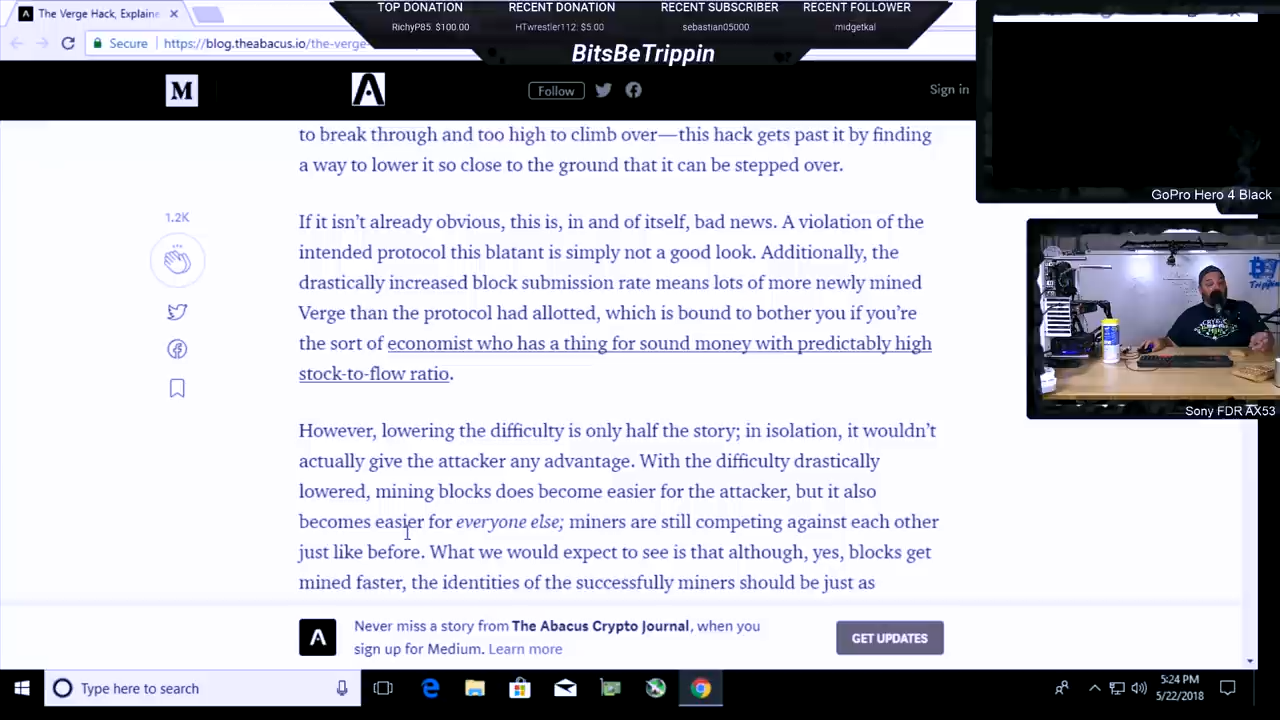 The Verge Hack, Explaine
TOP DONATION
RichyP85: $100.00
RECENT DONATION
HTwrestler112: $5.00
RECENT SUBSCRIBER
sebastian05000
RECENT FOLLOWER
midgetkal
BitsBeTrippin
Secure
https://blog.theabacus.io/the-verge-
M
A
Follow
Sign in
to break through and too high to climb over—this hack gets past it by finding
a way to lower it so close to the ground that it can be stepped over.
1.2K
If it isn’t already obvious, this is, in and of itself, bad news. A violation of the
intended protocol this blatant is simply not a good look. Additionally, the
drastically increased block submission rate means lots of more newly mined
Verge than the protocol had allotted, which is bound to bother you if you’re
the sort of economist who has a thing for sound money with predictably high
stock-to-flow ratio.
However, lowering the difficulty is only half the story; in isolation, it wouldn’t
actually give the attacker any advantage. With the difficulty drastically
lowered, mining blocks does become easier for the attacker, but it also
becomes easier for everyone else; miners are still competing against each other
just like before. What we would expect to see is that although, yes, blocks get
mined faster, the identities of the successfully miners should be just as
GoPro Hero 4 Black
Sony FDR AX53
Never miss a story from The Abacus Crypto Journal, when you
sign up for Medium. Learn more
GET UPDATES
Type here to search
5:24 PM
5/22/2018